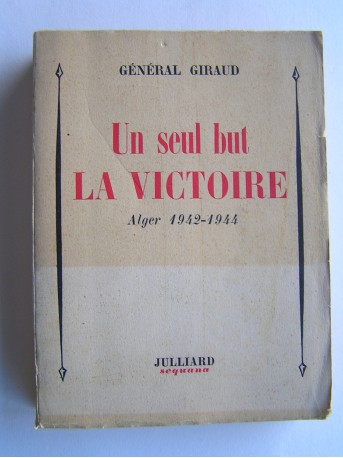 GÉNÉRAL GIRAUD
Un seul but
LA VICTOIRE
Alger 1942-1944
JULLIARD
sequana